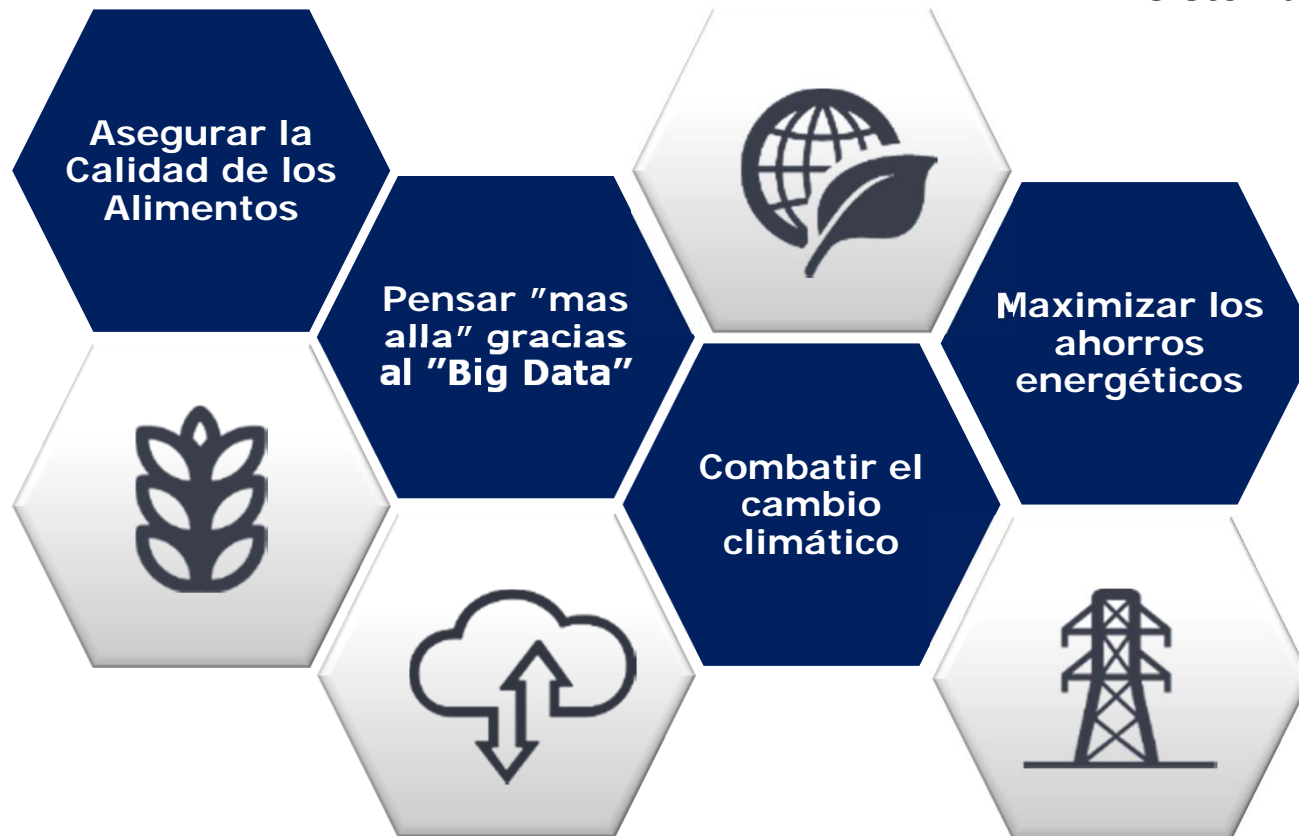 Asegurar la
Calidad de los
Alimentos
Pensar ”mas
alla” gracias
al ”Big Data”
Combatir el
cambio
climático
Maximizar los
ahorros
energéticos